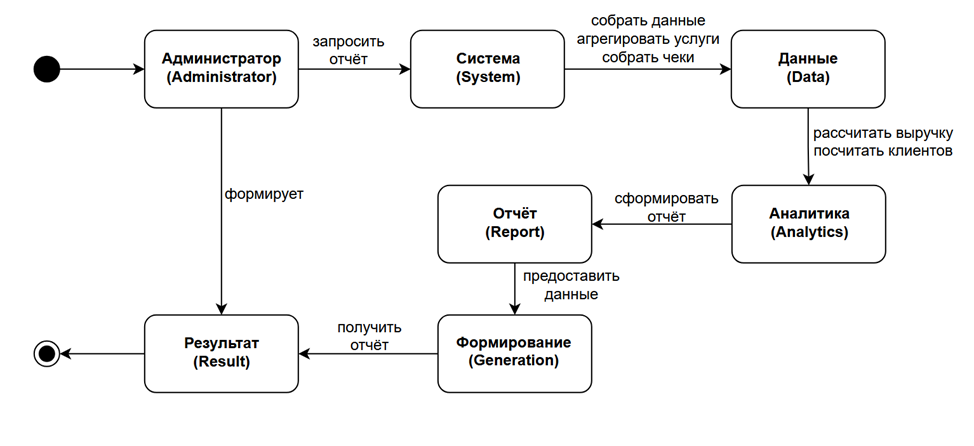 Администратор
(Administrator)
запросить
отчёт
Система
(System)
собрать данные
агрегировать услуги
собрать чеки
Данные
(Data)
рассчитать выручку
посчитать клиентов
формирует
Отчёт
(Report)
сформировать
отчёт
Аналитика
(Analytics)
предоставить
данные
Результат
(Result)
получить
отчёт
Формирование
(Generation)